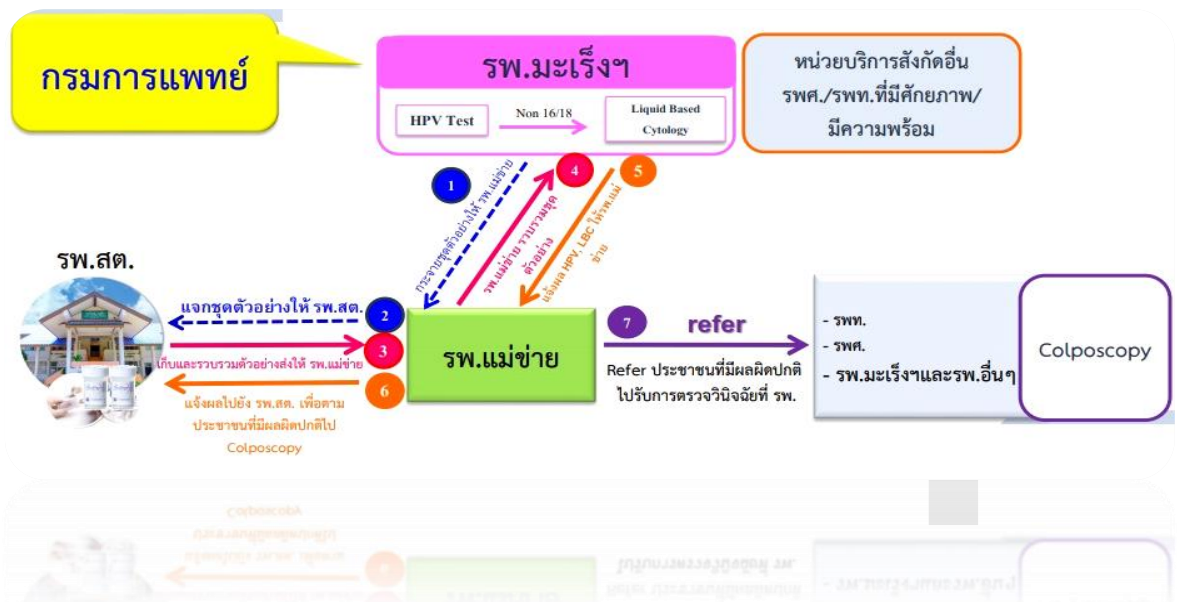 กรมการแพทย์
รพ.มะเร็งฯ
HPV Test
Non 16/18
Liquid Based
Cytology
หน่วยบริการสังกัดอื่น
รพศ./รพท.ที่มีศักยภาพ/
มีความพร้อม
1
กระจายชุดตัวอย่างให้ รพ.แม่ข่าย
4
รพ.แม่ข่าย รวบรวมชุด
ตัวอย่าง
5
แจ้งผล HPV, LBC ให้รพ.แม่
ข่าย
รพ.สต.
แจกชุดตัวอย่างให้ รพ.สต.
2
3
เก็บและรวบรวมตัวอย่างส่งให้ รพ.แม่ข่าย
6
แจ้งผลไปยัง รพ.สต. เพื่อตาม
ประชาชนที่มีผลผิดปกติไป
Colposcopy
รพ.แม่ข่าย
7
refer
Refer ประชาชนที่มีผลผิดปกติ
ไปรับการตรวจวินิจฉัยที่ รพ.
- รพท.
- รพศ.
- รพ.มะเร็งฯและรพ.อื่นๆ
Colposcopy